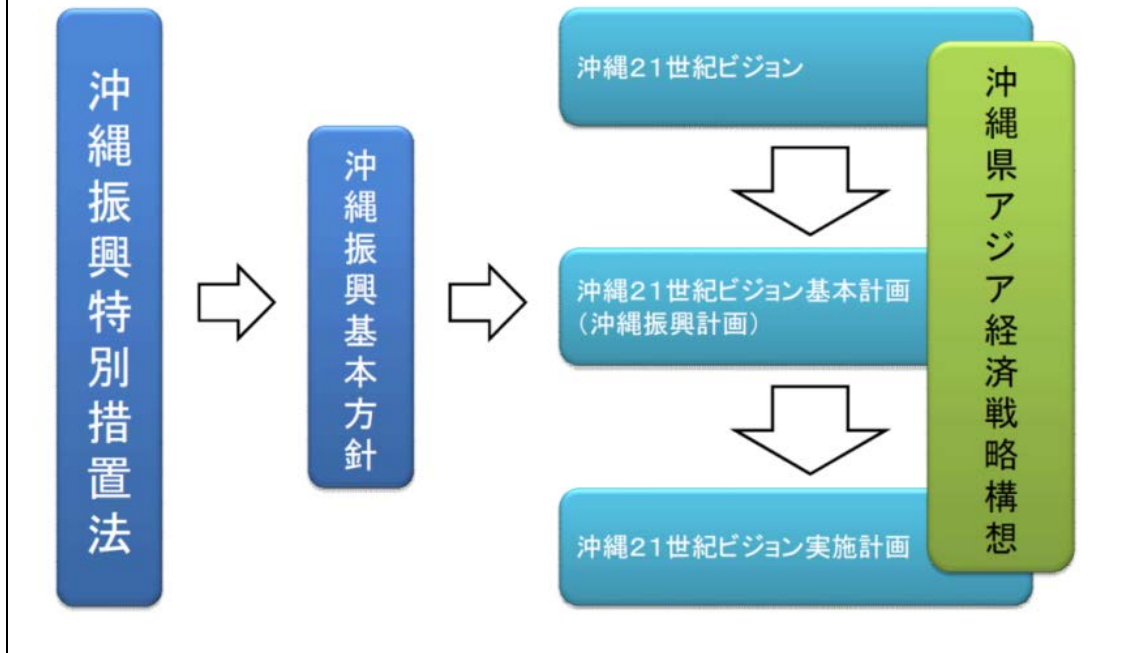 沖縄振興特別措置法
沖縄振興基本方針
沖縄21世紀ビジョン
沖縄21世紀ビジョン基本計画
（沖縄振興計画）
沖縄21世紀ビジョン実施計画
沖縄県アジア経済戦略構想